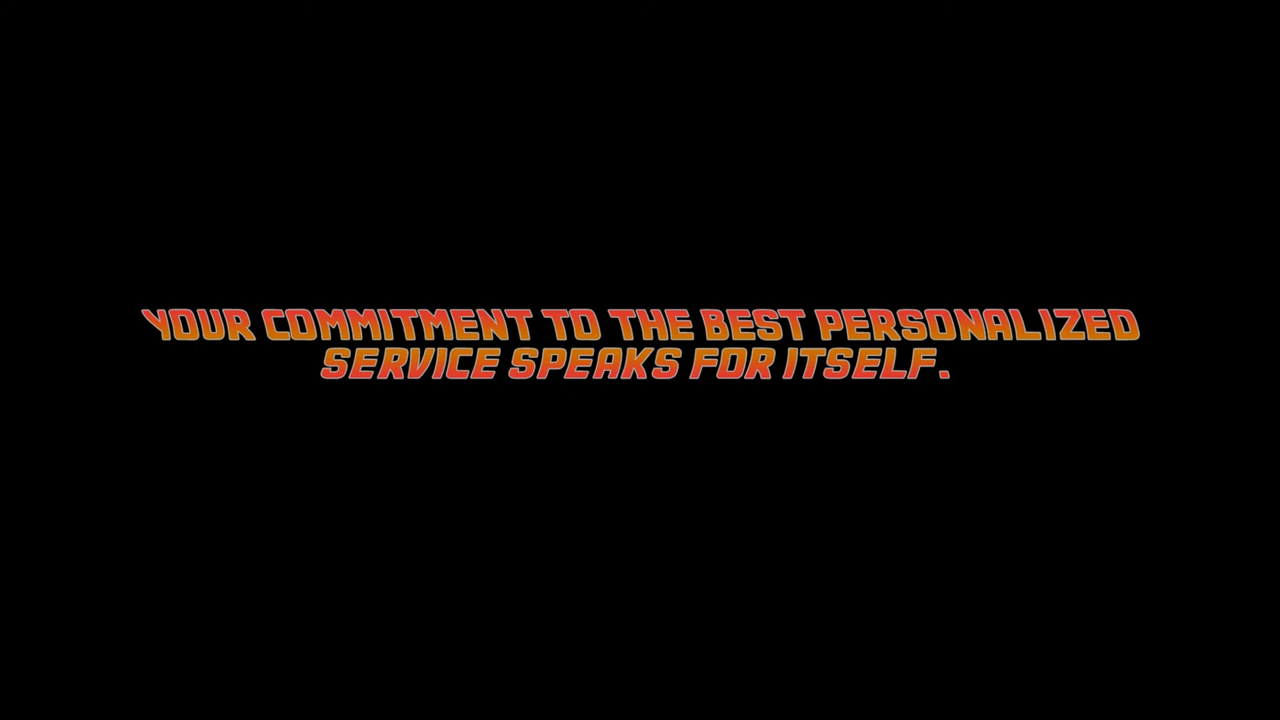 YOUR COMMITMENT TO THE BEST PERSONALIZED
SERVICE SPEAKS FOR ITSELF.